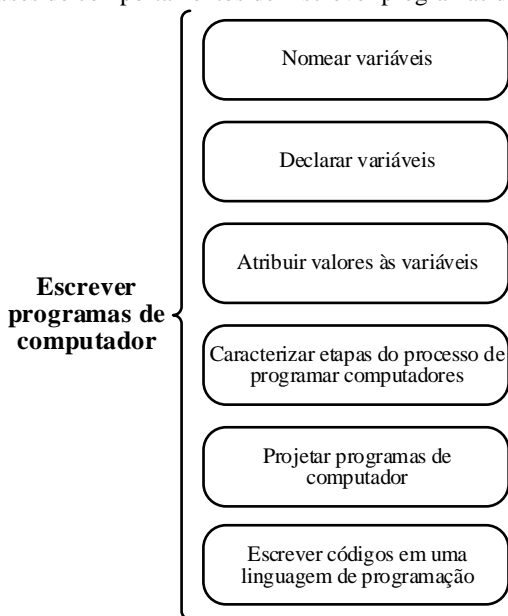 Nomear variáveis
Declarar variáveis
Atribuir valores às variáveis
Escrever
programas de
computador
Caracterizar etapas do processo de
programar computadores
Projetar programas de
computador
Escrever códigos em uma
linguagem de programação